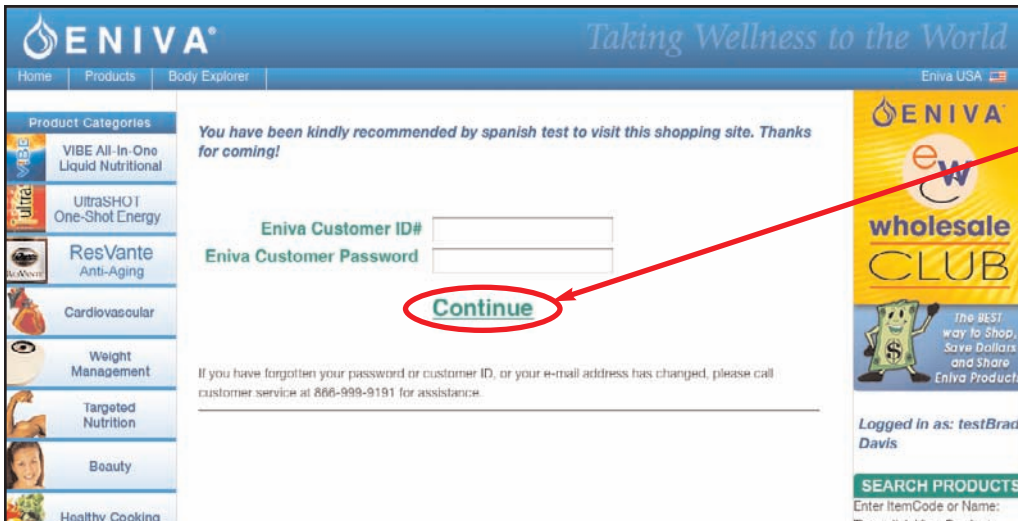 ENIVA®
Taking Wellness to the World
Home Products Body Explorer
Eniva USA
Product Categories
VIBE
VIBE All-In-One
Liquid Nutritional
ultra
UltraSHOT
One-Shot Energy
ResVante
Anti-Aging
Cardiovascular
Weight
Management
Targeted
Nutrition
Beauty
Healthy Cooking
You have been kindly recommended by spanish test to visit this shopping site. Thanks
for coming!
Eniva Customer ID#
Eniva Customer Password
Continue
If you have forgotten your password or customer ID, or your e-mail address has changed, please call
customer service at 866-999-9191 for assistance.
ENIVA
ewc
wholesale
CLUB
The BEST
way to Shop,
Save Dollars
and Share
Eniva Product
Logged in as: testBrad
Davis
SEARCH PRODUCTS
Enter ItemCode or Name: